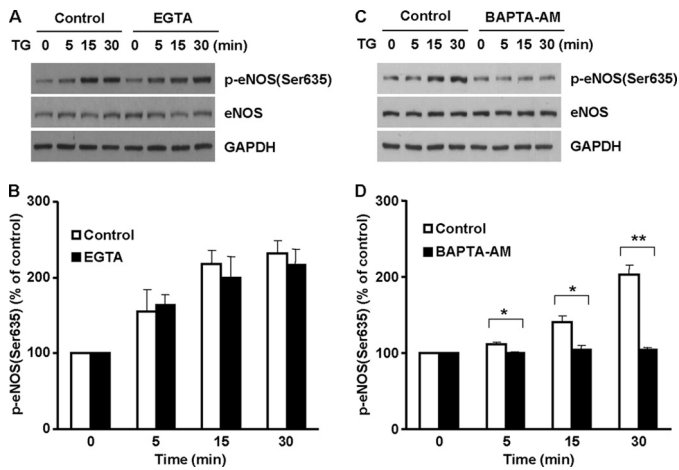 A
Control EGTA
TG 0 5 15 30 0 5 15 30 (min)
p-eNOS(Ser635)
eNOS
GAPDH
C
Control BAPTA-AM
TG 0 5 15 30 0 5 15 30 (min)
p-eNOS(Ser635)
eNOS
GAPDH
B
p-eNOS(Ser635) (% of control)
300
200
100
0
Control
EGTA
0 5 15 30
Time (min)
D
p-eNOS(Ser635) (% of control)
300
200
100
0
Control
BAPTA-AM
*
*
**
0 5 15 30
Time (min)